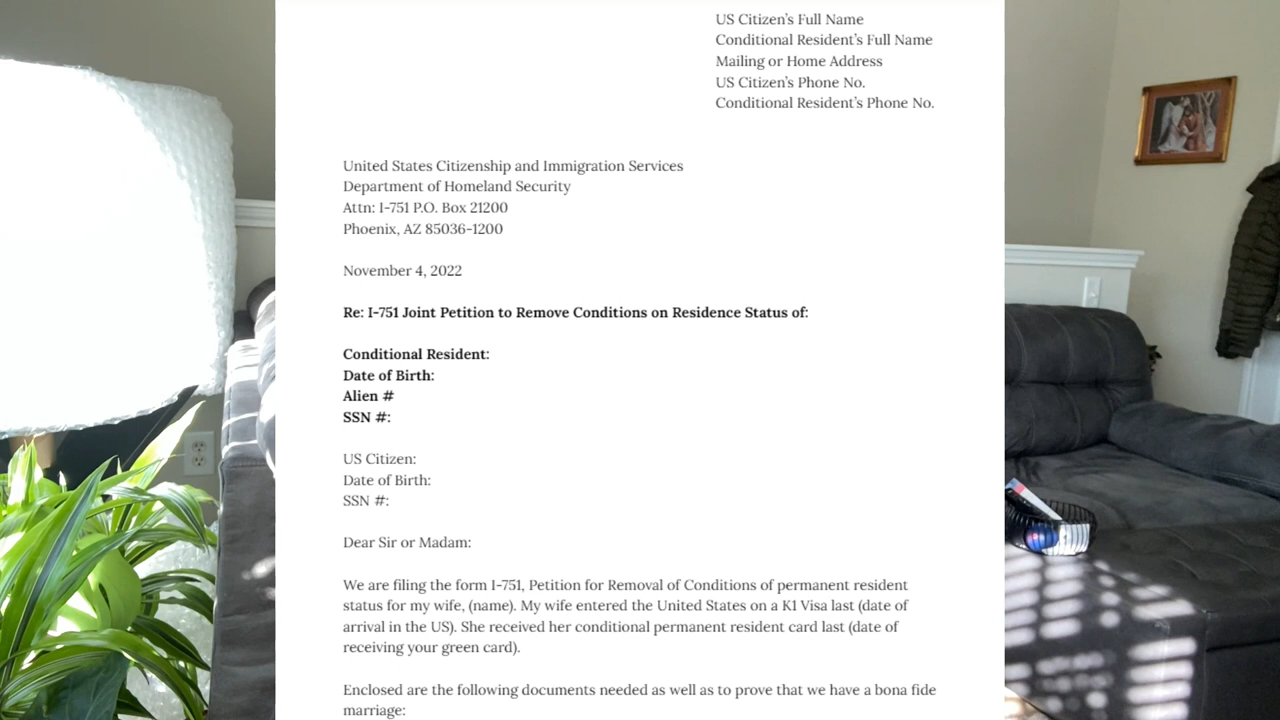 US Citizen's Full Name
Conditional Resident's Full Name
Mailing or Home Address
US Citizen's Phone No.
Conditional Resident's Phone No.
United States Citizenship and Immigration Services
Department of Homeland Security
Attn: I-751 P.O. Box 21200
Phoenix, AZ 85036-1200
November 4, 2022
Re: I-751 Joint Petition to Remove Conditions on Residence Status of:
Conditional Resident:
Date of Birth:
Alien #
SSN #:
US Citizen:
Date of Birth:
SSN #:
Dear Sir or Madam:
We are filing the form I-751, Petition for Removal of Conditions of permanent resident
status for my wife, (name). My wife entered the United States on a K1 Visa last (date of
arrival in the US). She received her conditional permanent resident card last (date of
receiving your green card).
Enclosed are the following documents needed as well as to prove that we have a bona fide
marriage: